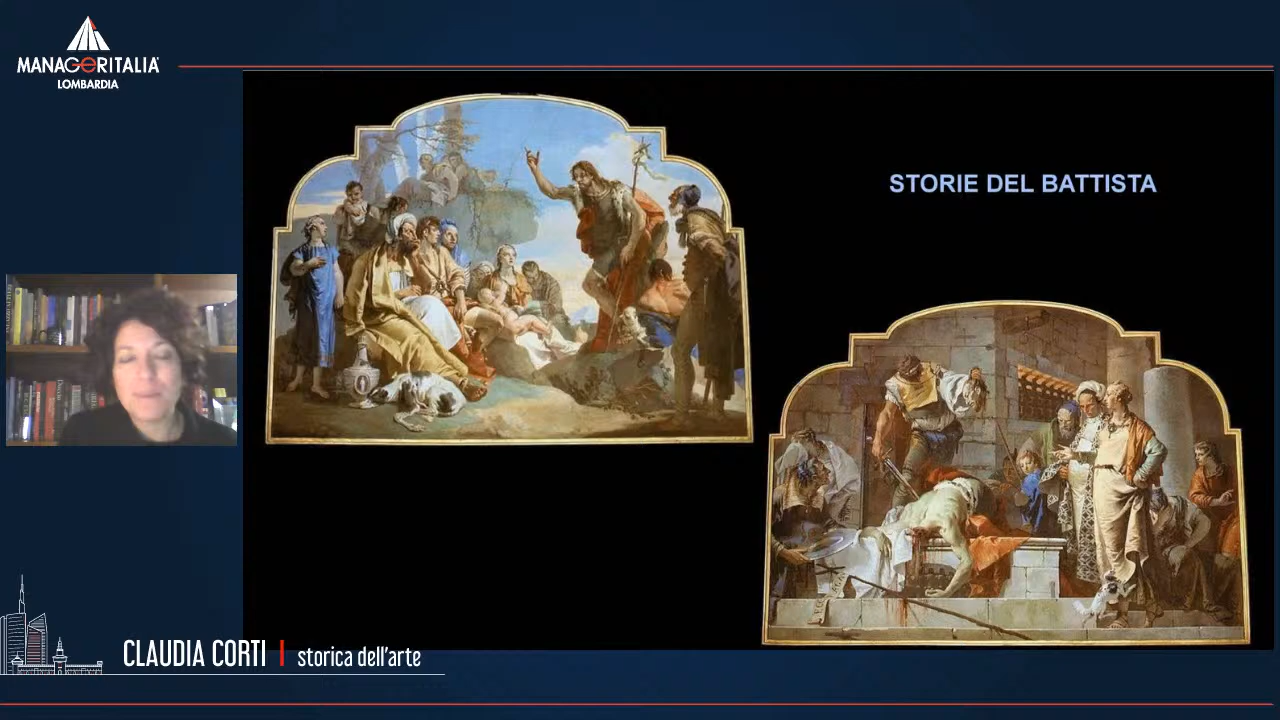 MANAGERITALIA
LOMBARDIA
STORIE DEL BATTISTA
CLAUDIA CORTI | storica dell'arte